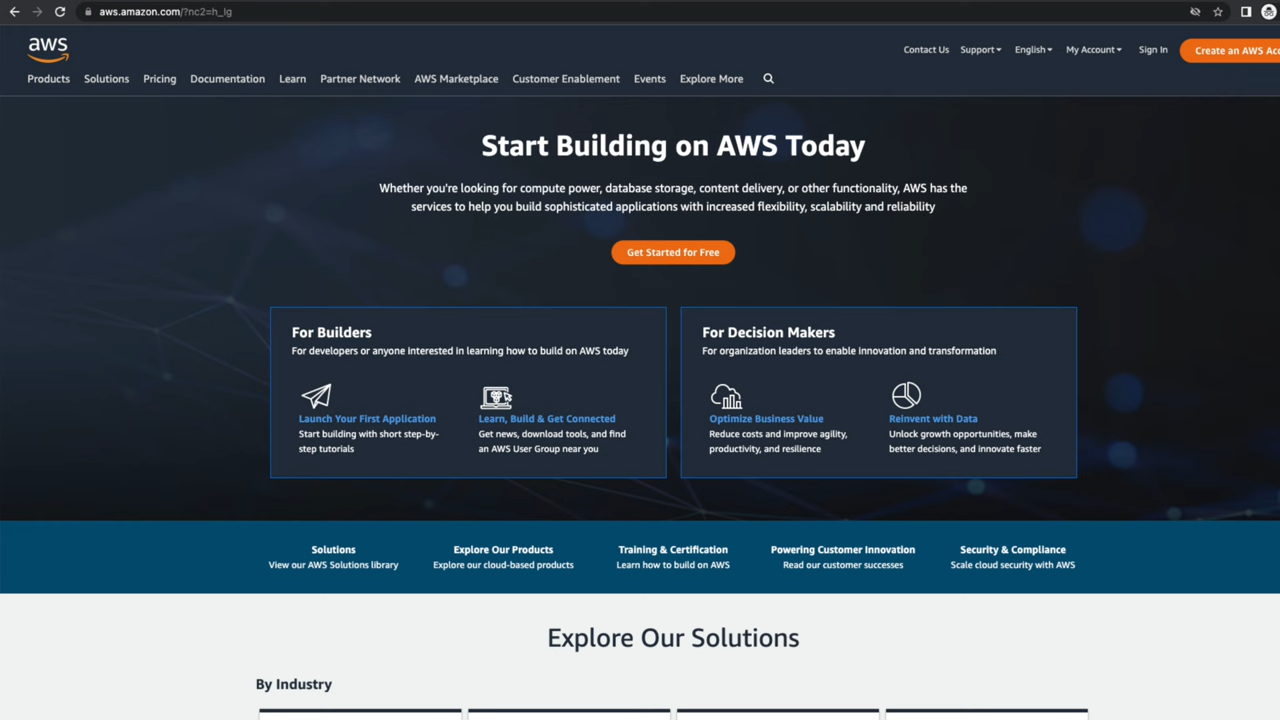 aws.amazon.com/?nc2=h_lg
aws
Contact Us Support English My Account Sign In Create an AWS Acc
Products Solutions Pricing Documentation Learn Partner Network AWS Marketplace Customer Enablement Events Explore More
Start Building on AWS Today
Whether you're looking for compute power, database storage, content delivery, or other functionality, AWS has the
services to help you build sophisticated applications with increased flexibility, scalability and reliability
Get Started for Free
For Builders
For developers or anyone interested in learning how to build on AWS today
Launch Your First Application
Start building with short step-by-
step tutorials
Learn, Build & Get Connected
Get news, download tools, and find
an AWS User Group near you
For Decision Makers
For organization leaders to enable innovation and transformation
Optimize Business Value
Reduce costs and improve agility,
productivity, and resilience
Reinvent with Data
Unlock growth opportunities, make
better decisions, and innovate faster
Solutions
View our AWS Solutions library
Explore Our Products
Explore our cloud-based products
Training & Certification
Learn how to build on AWS
Powering Customer Innovation
Read our customer successes
Security & Compliance
Scale cloud security with AWS
Explore Our Solutions
By Industry